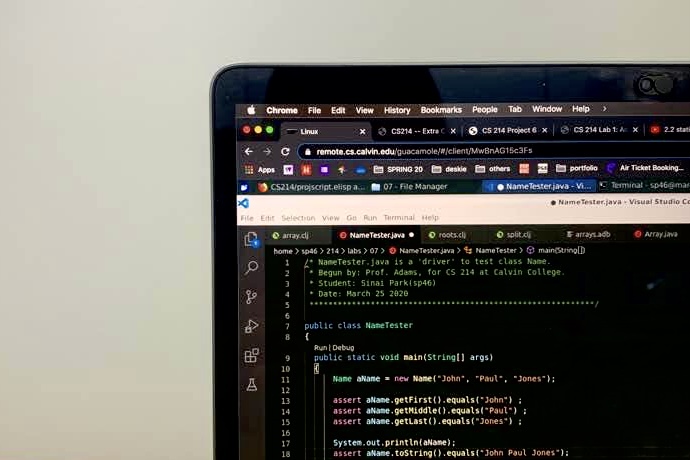 Chrome File Edit View History Bookmarks People Tab Window Help
Linux CS214 -- Extra C CS 214 Project 6 CS 214 Lab 1: A 2.2 stati
remote.cs.calvin.edu/guacamole/#/client/MwBnAG15c3Fs
Apps SPRING 20 deskie others portfolio Air Ticket Booking...
CS214/projscript.elisp a... 07 - File Manager NameTester.java - Vi... Terminal - sp46@ma
NameTester.java - Visual Studio Co
File Edit Selection View Go Run Terminal Help
array.clj NameTester.java roots.clj split.clj arrays.adb Array.java
home > sp46 > 214 > labs > 07 > NameTester.java > NameTester > main(String[])
1 /* NameTester.java is a 'driver' to test class Name.
2 * Begun by: Prof. Adams, for CS 214 at Calvin College.
3 * Student: Sinai Park(sp46)
4 * Date: March 25 2020
5 ************************************************************/
6
7 public class NameTester
8 {
Run | Debug
9 public static void main(String[] args)
10 {
11 Name aName = new Name("John", "Paul", "Jones");
12
13 assert aName.getFirst().equals("John") ;
14 assert aName.getMiddle().equals("Paul") ;
15 assert aName.getLast().equals("Jones") ;
16
17 System.out.println(aName);
18 assert aName.toString().equals("John Paul Jones");